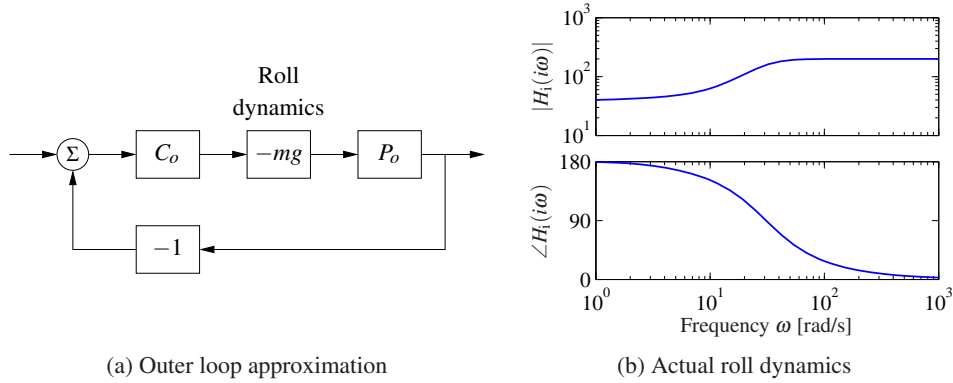 Roll
dynamics
Σ
C_o
−mg
P_o
−1
(a) Outer loop approximation
|H_i(iω)|
10^3
10^2
10^1
∠H_i(iω)
180
90
0
10^0
10^1
10^2
10^3
Frequency ω [rad/s]
(b) Actual roll dynamics